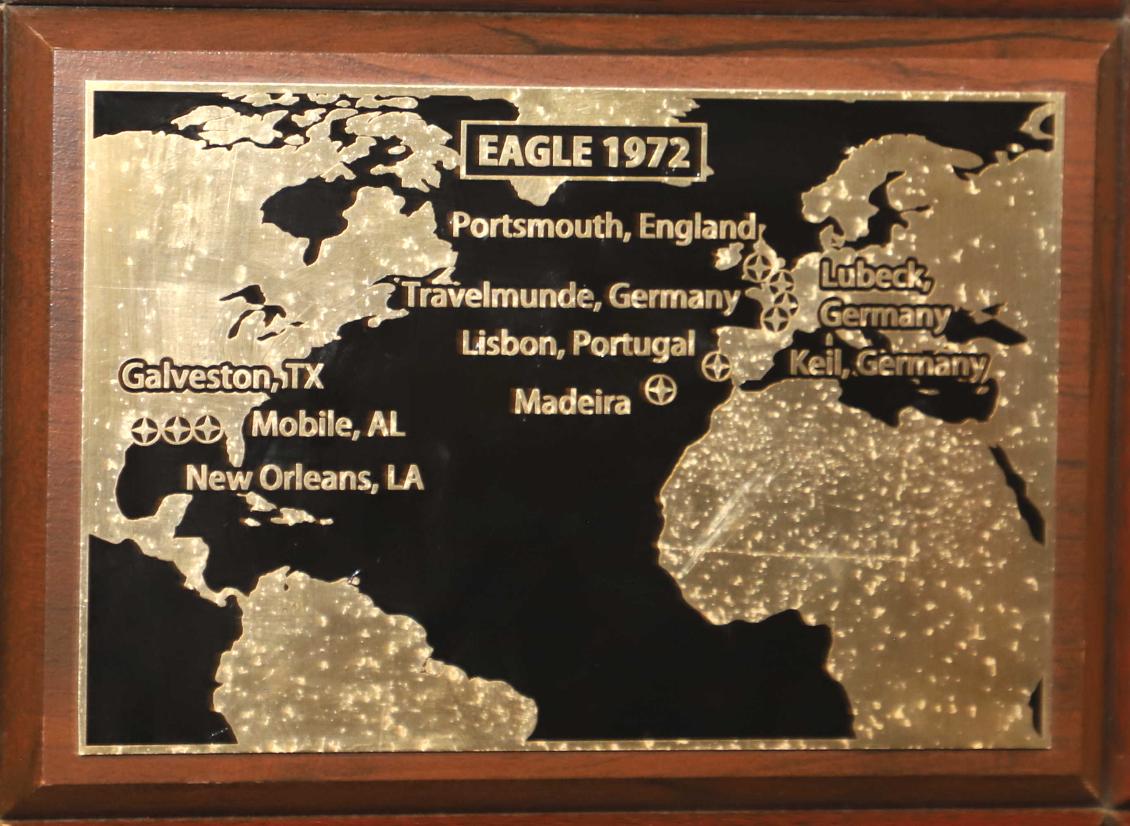 EAGLE 1972
Portsmouth, England
Travelmunde, Germany
Lubeck,
Germany
Lisbon, Portugal
Keil, Germany
Madeira
Galveston, TX
Mobile, AL
New Orleans, LA